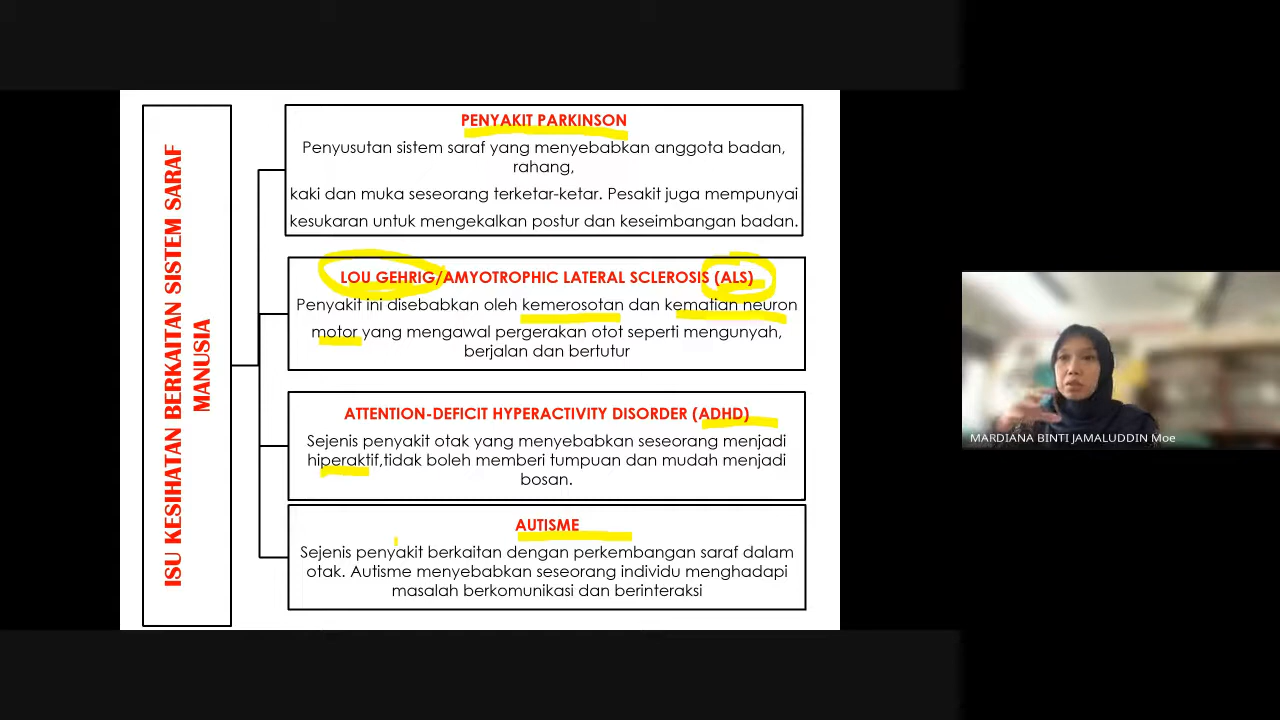 ISU KESIHATAN BERKAITAN SISTEM SARAF
MANUSIA
PENYAKIT PARKINSON
Penyusutan sistem saraf yang menyebabkan anggota badan,
rahang,
kaki dan muka seseorang terketar-ketar. Pesakit juga mempunyai
kesukaran untuk mengekalkan postur dan keseimbangan badan.
LOU GEHRIG/AMYOTROPHIC LATERAL SCLEROSIS (ALS)
Penyakit ini disebabkan oleh kemerosotan dan kematian neuron
motor yang mengawal pergerakan otot seperti mengunyah,
berjalan dan bertutur
ATTENTION-DEFICIT HYPERACTIVITY DISORDER (ADHD)
Sejenis penyakit otak yang menyebabkan seseorang menjadi
hiperaktif,tidak boleh memberi tumpuan dan mudah menjadi
bosan.
AUTISME
Sejenis penyakit berkaitan dengan perkembangan saraf dalam
otak. Autisme menyebabkan seseorang individu menghadapi
masalah berkomunikasi dan berinteraksi
MARDIANA BINTI JAMALUDDIN Moe